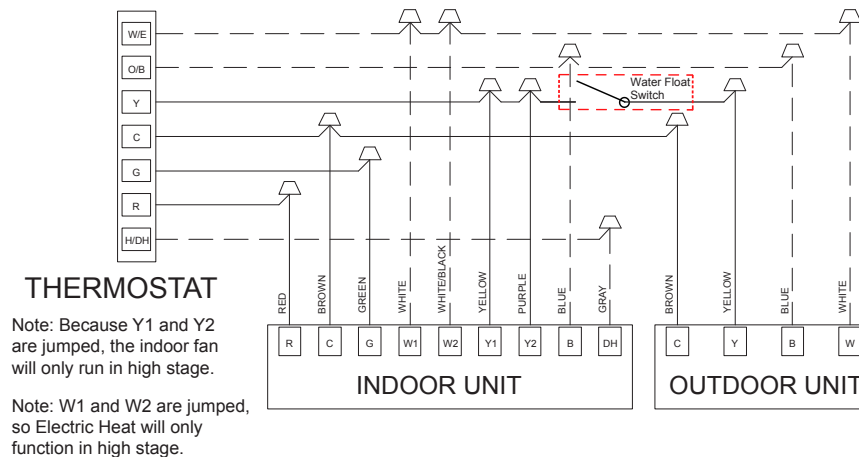 W/E
O/B
Y
C
G
R
H/DH
Water Float
Switch
RED
BROWN
GREEN
WHITE
WHITE/BLACK
YELLOW
PURPLE
BLUE
GRAY
BROWN
YELLOW
BLUE
WHITE
THERMOSTAT
Note: Because Y1 and Y2
are jumped, the indoor fan
will only run in high stage.
Note: W1 and W2 are jumped,
so Electric Heat will only
function in high stage.
R C G W1 W2 Y1 Y2 B DH
INDOOR UNIT
C Y B W
OUTDOOR UNIT